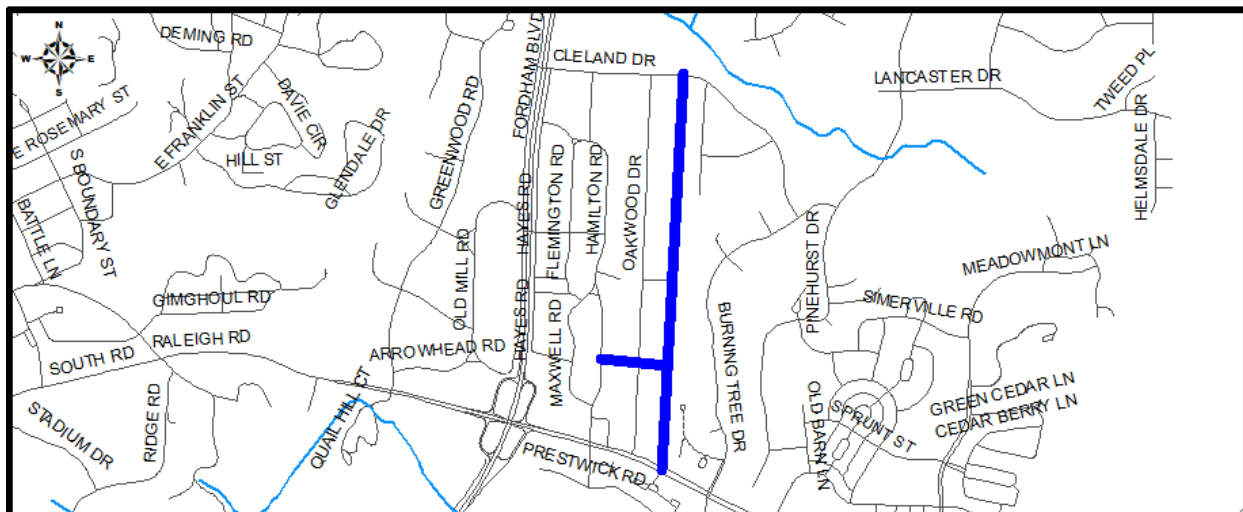 N
W E
S
DEMING RD
FORDHAM BLVD
CLELAND DR
LANCASTER DR
TWEED PL
E ROSEMARY ST
E FRANKLIN ST
DAVIE CIR
GREENWOOD RD
HELMSDALE DR
S BOUNDARY ST
HILL ST
GLENDALE DR
HAYES RD
FLEMINGTON RD
HAMILTON RD
OAKWOOD DR
BATTLE LN
OLD MILL RD
PINEHURST DR
MEADOWMONT LN
GIMGHOUL RD
SIMERVILLE RD
HAYES RD
MAXWELL RD
BURNING TREE DR
SOUTH RD
RALEIGH RD
ARROWHEAD RD
STADIUM DR
RIDGE RD
QUAIL HILL CT
PRESTWICK RD
OLD BARN LN
SPRUNT ST
GREEN CEDAR LN
CEDAR BERRY LN